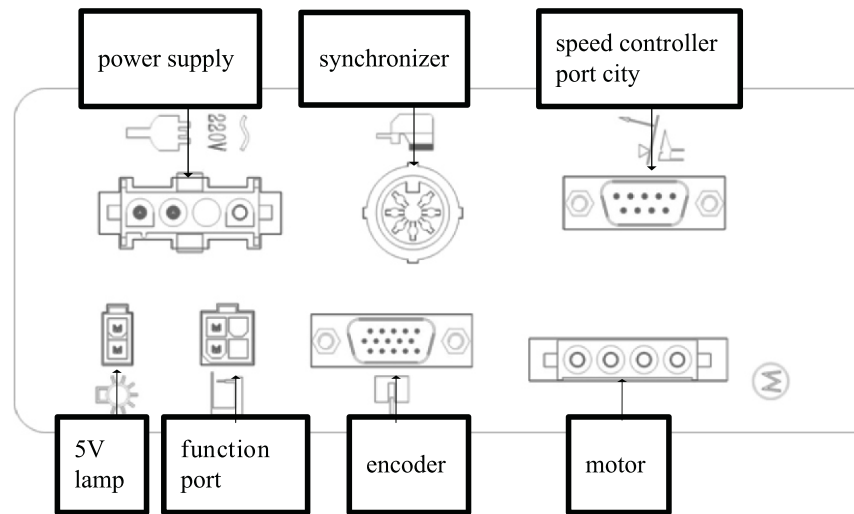 power supply
synchronizer
speed controller
port city
220V
5V
lamp
function
port
encoder
motor
M